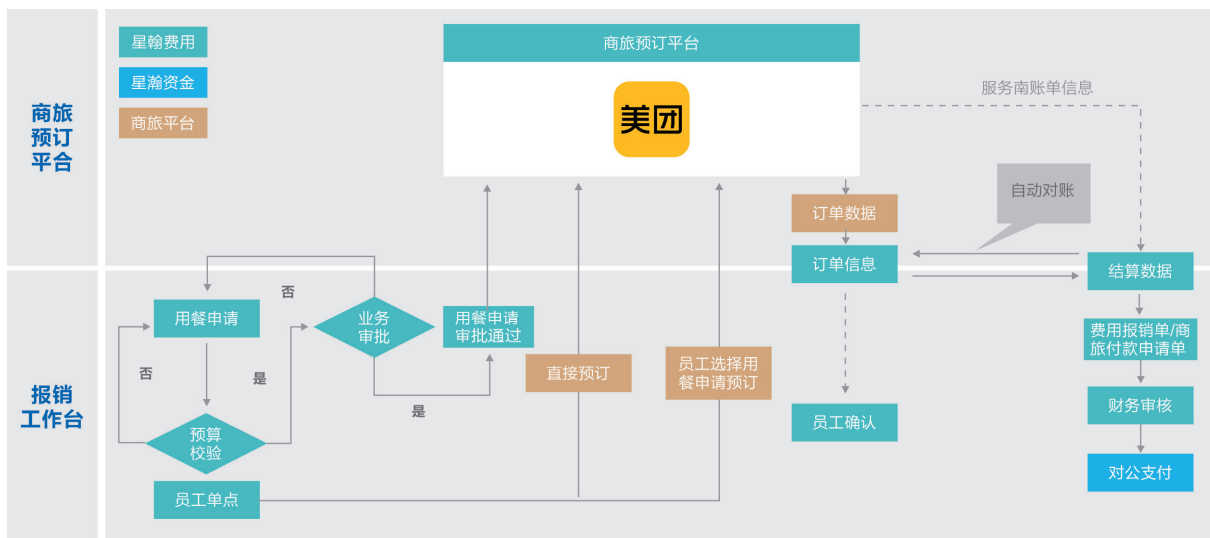 商旅
预订
平台
星翰费用
星瀚资金
商旅平台
商旅预订平台
美团
服务南账单信息
自动对账
订单数据
订单信息
结算数据
报销
工作台
用餐申请
否
是
预算
校验
否
业务
审批
是
用餐申请
审批通过
直接预订
员工选择用
餐申请预订
员工单点
员工确认
费用报销单/商
旅付款申请单
财务审核
对公支付